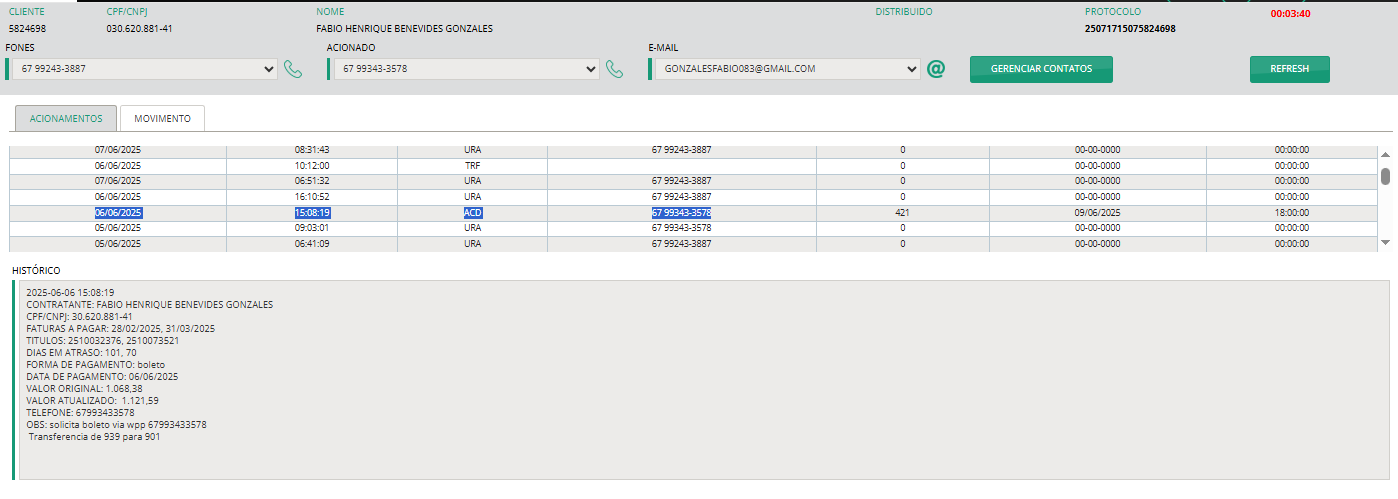 CLIENTE CPF/CNPJ NOME DISTRIBUIDO PROTOCOLO 00:03:40
5824698 030.620.881-41 FABIO HENRIQUE BENEVIDES GONZALES 25071715075824698
FONES ACIONADO E-MAIL
67 99243-3887 67 99343-3578 GONZALESFABIO083@GMAIL.COM @ GERENCIAR CONTATOS REFRESH
ACIONAMENTOS MOVIMENTO
07/06/2025 08:31:43 URA 67 99243-3887 0 00-00-0000 00:00:00
06/06/2025 10:12:00 TRF 0 00-00-0000 00:00:00
07/06/2025 06:51:32 URA 67 99243-3887 0 00-00-0000 00:00:00
06/06/2025 16:10:52 URA 67 99243-3887 0 00-00-0000 00:00:00
06/06/2025 15:08:19 ACD 67 99343-3578 421 09/06/2025 18:00:00
05/06/2025 09:03:01 URA 67 99343-3578 0 00-00-0000 00:00:00
05/06/2025 06:41:09 URA 67 99243-3887 0 00-00-0000 00:00:00
HISTÓRICO
2025-06-06 15:08:19
CONTRATANTE: FABIO HENRIQUE BENEVIDES GONZALES
CPF/CNPJ: 30.620.881-41
FATURAS A PAGAR: 28/02/2025, 31/03/2025
TITULOS: 2510032376, 2510073521
DIAS EM ATRASO: 101, 70
FORMA DE PAGAMENTO: boleto
DATA DE PAGAMENTO: 06/06/2025
VALOR ORIGINAL: 1.068,38
VALOR ATUALIZADO: 1.121,59
TELEFONE: 67993433578
OBS: solicita boleto via wpp 67993433578
Transferencia de 939 para 901